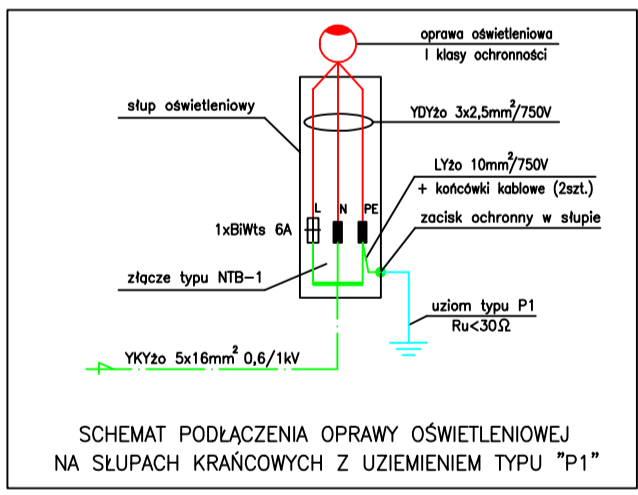 oprawa oświetleniowa
I klasy ochronności
słup oświetleniowy
YDYżo 3x2,5mm²/750V
LYżo 10mm²/750V
+ końcówki kablowe (2szt.)
L N PE
zacisk ochronny w słupie
1xBiWts 6A
złącze typu NTB-1
uziom typu P1
Ru<30Ω
YKYżo 5x16mm² 0,6/1kV
SCHEMAT PODŁĄCZENIA OPRAWY OŚWIETLENIOWEJ
NA SŁUPACH KRAŃCOWYCH Z UZIEMIENIEM TYPU "P1"